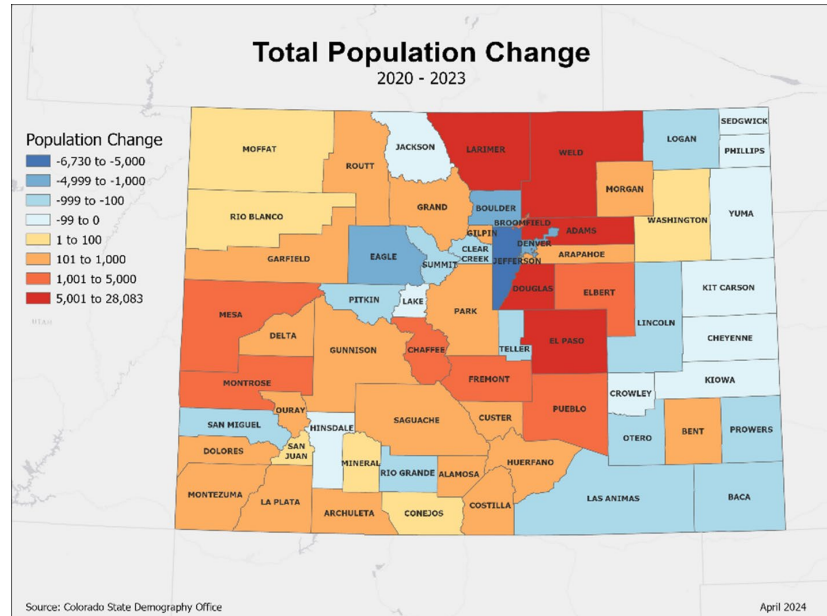 Total Population Change
2020 - 2023
Population Change
-6,730 to -5,000
-4,999 to -1,000
-999 to -100
-99 to 0
1 to 100
101 to 1,000
1,001 to 5,000
5,001 to 28,083
MOFFAT
ROUTT
JACKSON
LARIMER
WELD
LOGAN
SEDGWICK
PHILLIPS
MORGAN
RIO BLANCO
GRAND
BOULDER
BROOMFIELD
WASHINGTON
YUMA
GILPIN
ADAMS
DENVER
CLEAR
CREEK
ARAPAHOE
JEFFERSON
GARFIELD
EAGLE
SUMMIT
DOUGLAS
ELBERT
KIT CARSON
PITKIN
LAKE
PARK
LINCOLN
MESA
DELTA
GUNNISON
CHAFFEE
TELLER
EL PASO
CHEYENNE
MONTROSE
FREMONT
KIOWA
CROWLEY
OURAY
PUEBLO
SAN MIGUEL
HINSDALE
SAGUACHE
CUSTER
OTERO
BENT
PROWERS
DOLORES
SAN
JUAN
MINERAL
RIO GRANDE
ALAMOSA
HUERFANO
MONTEZUMA
LA PLATA
ARCHULETA
CONEJOS
COSTILLA
LAS ANIMAS
BACA
UTAH
Source: Colorado State Demography Office
April 2024